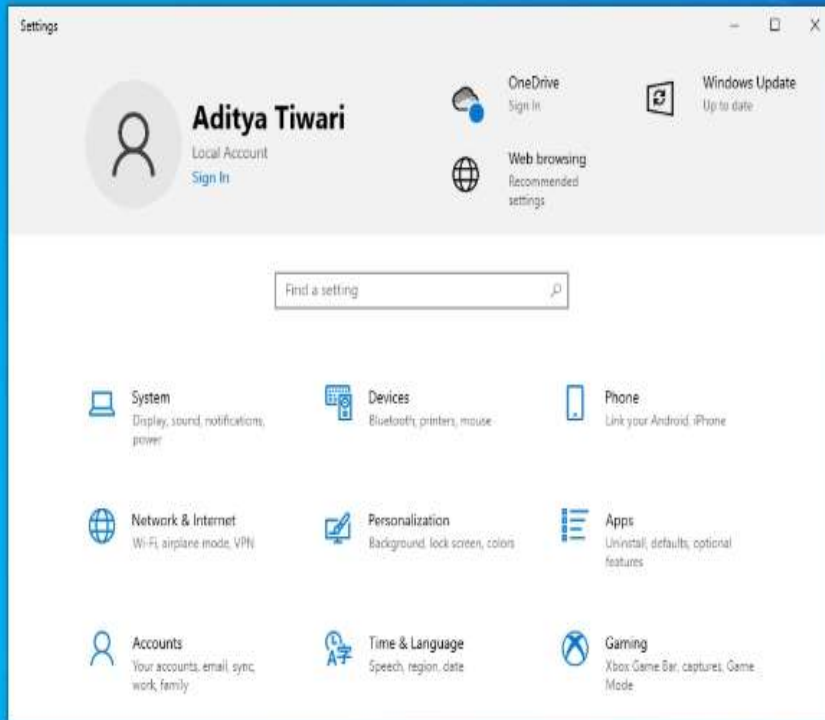 Settings
Aditya Tiwari
Local Account
Sign In
OneDrive
Sign In
Windows Update
Up to date
Web browsing
Recommended
settings
Find a setting
System
Display, sound, notifications,
power
Devices
Bluetooth, printers, mouse
Phone
Link your Android, iPhone
Network & Internet
Wi-Fi, airplane mode, VPN
Personalization
Background, lock screen, colors
Apps
Uninstall, defaults, optional
features
Accounts
Your accounts, email, sync,
work, family
Time & Language
Speech, region, date
Gaming
Xbox Game Bar, captures, Game
Mode